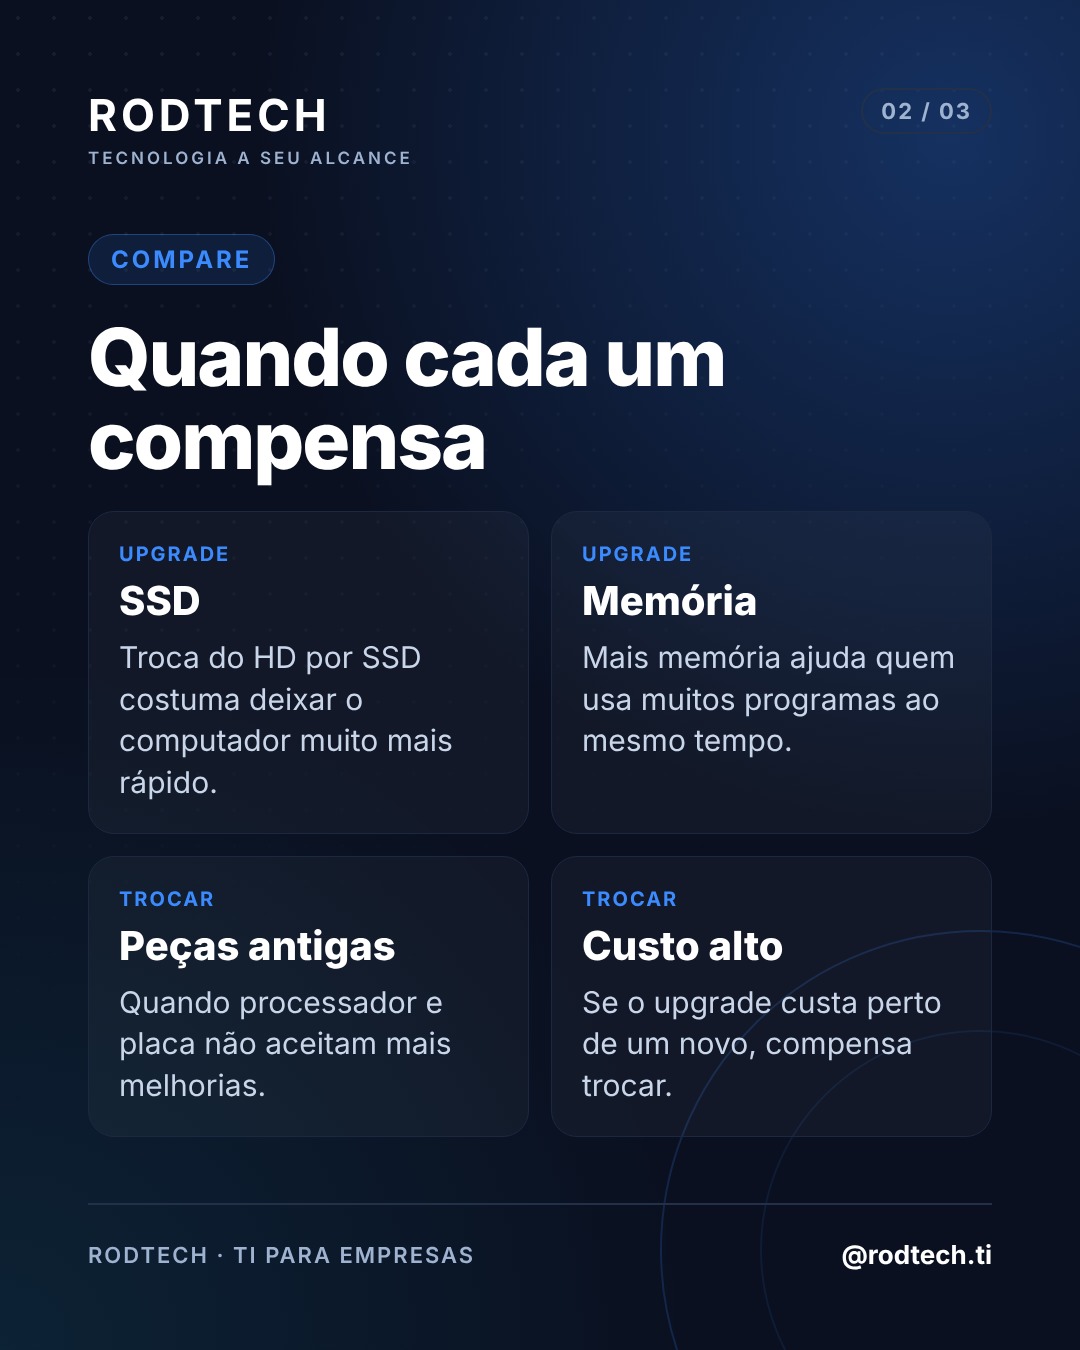 RODTECH
TECNOLOGIA A SEU ALCANCE
02 / 03
COMPARE
Quando cada um
compensa
UPGRADE
SSD
Troca do HD por SSD
costuma deixar o
computador muito mais
rápido.
UPGRADE
Memória
Mais memória ajuda quem
usa muitos programas ao
mesmo tempo.
TROCAR
Peças antigas
Quando processador e
placa não aceitam mais
melhorias.
TROCAR
Custo alto
Se o upgrade custa perto
de um novo, compensa
trocar.
RODTECH · TI PARA EMPRESAS
@rodtech.ti